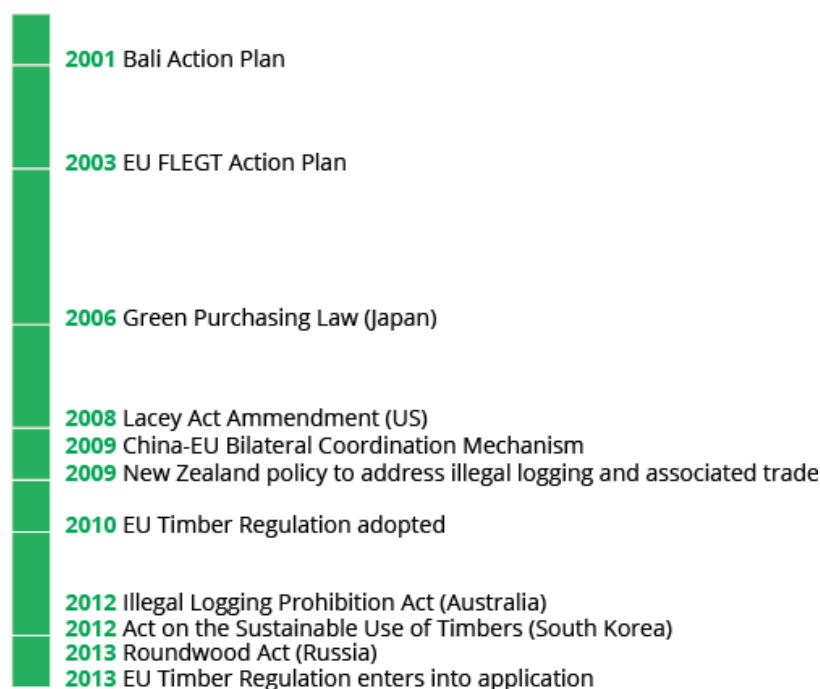 2001 Bali Action Plan
2003 EU FLEGT Action Plan
2006 Green Purchasing Law (Japan)
2008 Lacey Act Ammendment (US)
2009 China-EU Bilateral Coordination Mechanism
2009 New Zealand policy to address illegal logging and associated trade
2010 EU Timber Regulation adopted
2012 Illegal Logging Prohibition Act (Australia)
2012 Act on the Sustainable Use of Timbers (South Korea)
2013 Roundwood Act (Russia)
2013 EU Timber Regulation enters into application